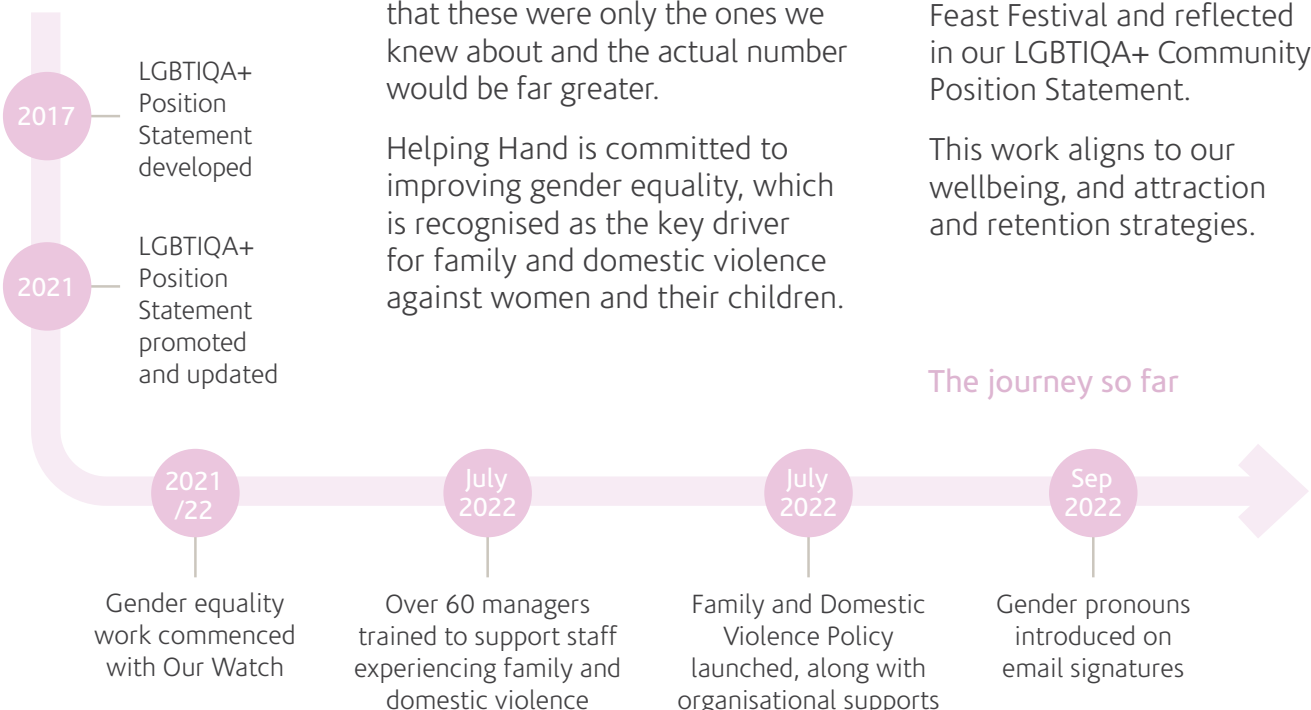 that these were only the ones we
knew about and the actual number
would be far greater.
Helping Hand is committed to
improving gender equality, which
is recognised as the key driver
for family and domestic violence
against women and their children.
Feast Festival and reflected
in our LGBTIQA+ Community
Position Statement.
This work aligns to our
wellbeing, and attraction
and retention strategies.
The journey so far
2017
LGBTIQA+
Position
Statement
developed
2021
LGBTIQA+
Position
Statement
promoted
and updated
2021
/22
Gender equality
work commenced
with Our Watch
July
2022
Over 60 managers
trained to support staff
experiencing family and
domestic violence
July
2022
Family and Domestic
Violence Policy
launched, along with
organisational supports
Sep
2022
Gender pronouns
introduced on
email signatures